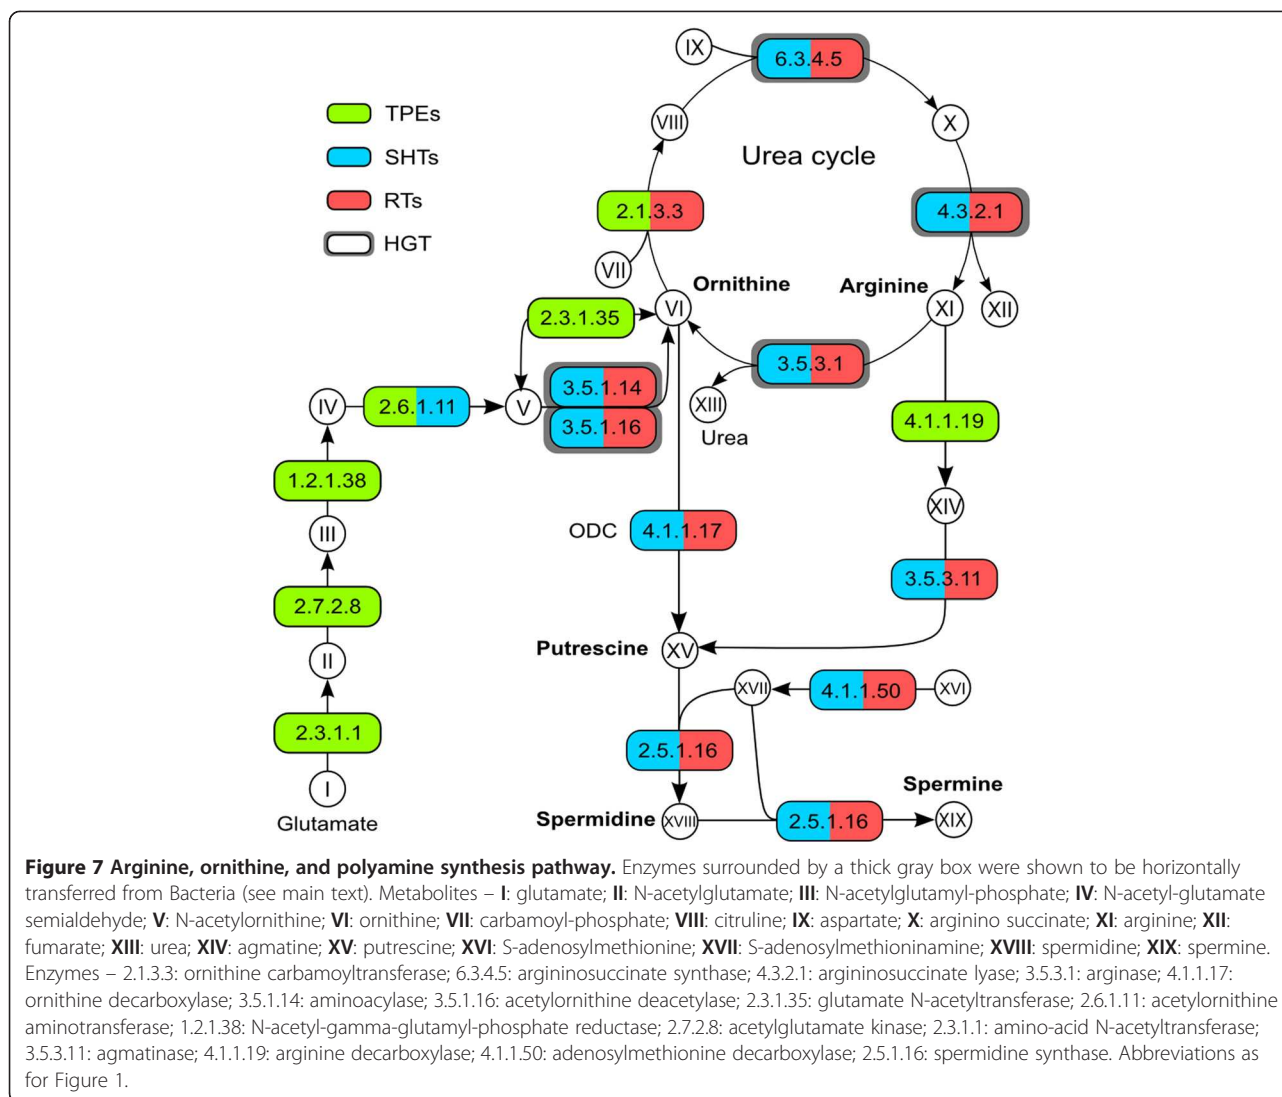 TPEs
SHTs
RTs
HGT
IX
6.3.4.5
VIII
X
Urea cycle
2.1.3.3
4.3.2.1
VII
Ornithine
Arginine
VI
XI
XII
2.3.1.35
3.5.3.1
XIII
Urea
3.5.1.14
3.5.1.16
IV
2.6.1.11
V
4.1.1.19
1.2.1.38
XIV
III
ODC
4.1.1.17
3.5.3.11
2.7.2.8
Putrescine
XV
II
XVII
4.1.1.50
XVI
2.3.1.1
2.5.1.16
I
Glutamate
Spermidine
XVIII
2.5.1.16
Spermine
XIX
Figure 7 Arginine, ornithine, and polyamine synthesis pathway. Enzymes surrounded by a thick gray box were shown to be horizontally
transferred from Bacteria (see main text). Metabolites – I: glutamate; II: N-acetylglutamate; III: N-acetylglutamyl-phosphate; IV: N-acetyl-glutamate
semialdehyde; V: N-acetylornithine; VI: ornithine; VII: carbamoyl-phosphate; VIII: citruline; IX: aspartate; X: arginino succinate; XI: arginine; XII:
fumarate; XIII: urea; XIV: agmatine; XV: putrescine; XVI: S-adenosylmethionine; XVII: S-adenosylmethioninamine; XVIII: spermidine; XIX: spermine.
Enzymes – 2.1.3.3: ornithine carbamoyltransferase; 6.3.4.5: argininosuccinate synthase; 4.3.2.1: argininosuccinate lyase; 3.5.3.1: arginase; 4.1.1.17:
ornithine decarboxylase; 3.5.1.14: aminoacylase; 3.5.1.16: acetylornithine deacetylase; 2.3.1.35: glutamate N-acetyltransferase; 2.6.1.11: acetylornithine
aminotransferase; 1.2.1.38: N-acetyl-gamma-glutamyl-phosphate reductase; 2.7.2.8: acetylglutamate kinase; 2.3.1.1: amino-acid N-acetyltransferase;
3.5.3.11: agmatinase; 4.1.1.19: arginine decarboxylase; 4.1.1.50: adenosylmethionine decarboxylase; 2.5.1.16: spermidine synthase. Abbreviations as
for Figure 1.